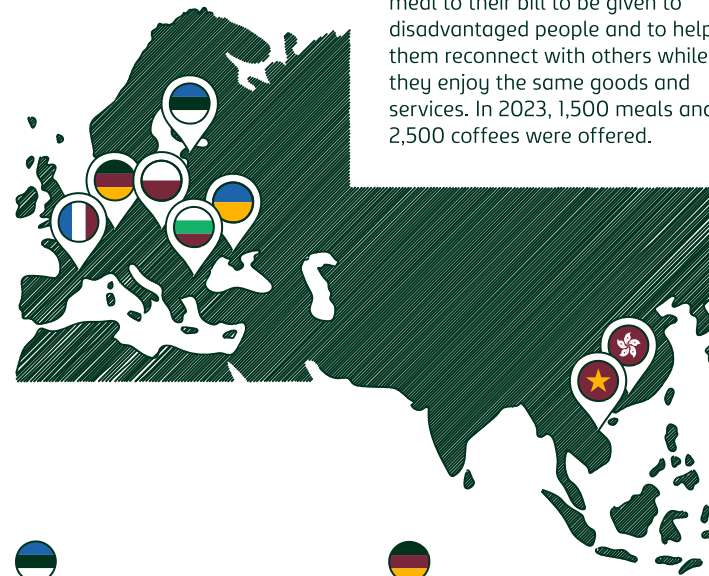 meal to their bill to be given to
disadvantaged people and to help
them reconnect with others while
they enjoy the same goods and
services. In 2023, 1,500 meals and
2,500 coffees were offered.